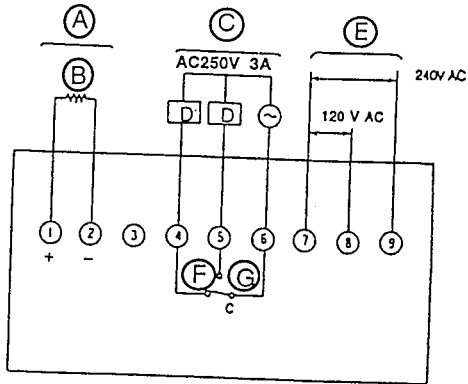 A C E
B AC250V 3A 240V AC
D D ~ 120 V AC
1 2 3 4 5 6 7 8 9
+ −
F G
C